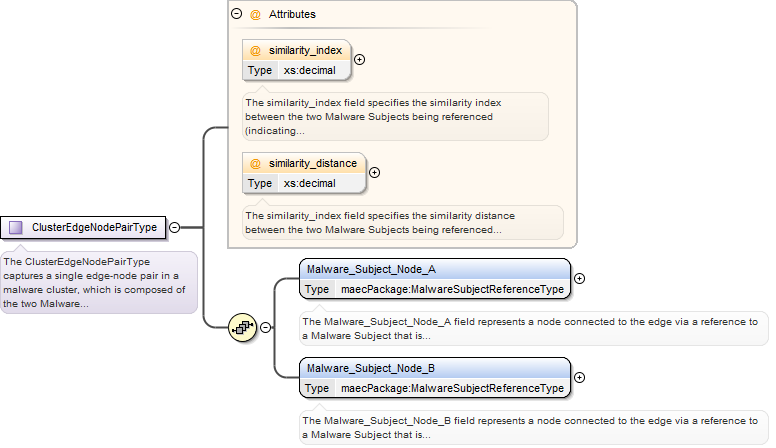 Attributes
@ similarity_index
Type xs:decimal
The similarity_index field specifies the similarity index
between the two Malware Subjects being referenced
(indicating...
@ similarity_distance
Type xs:decimal
The similarity_index field specifies the similarity distance
between the two Malware Subjects being referenced...
ClusterEdgeNodePairType
The ClusterEdgeNodePairType
captures a single edge-node pair in a
malware cluster, which is composed of
the two Malware...
Malware_Subject_Node_A
Type maecPackage:MalwareSubjectReferenceType
The Malware_Subject_Node_A field represents a node connected to the edge via a reference to
a Malware Subject that is...
Malware_Subject_Node_B
Type maecPackage:MalwareSubjectReferenceType
The Malware_Subject_Node_B field represents a node connected to the edge via a reference to
a Malware Subject that is...